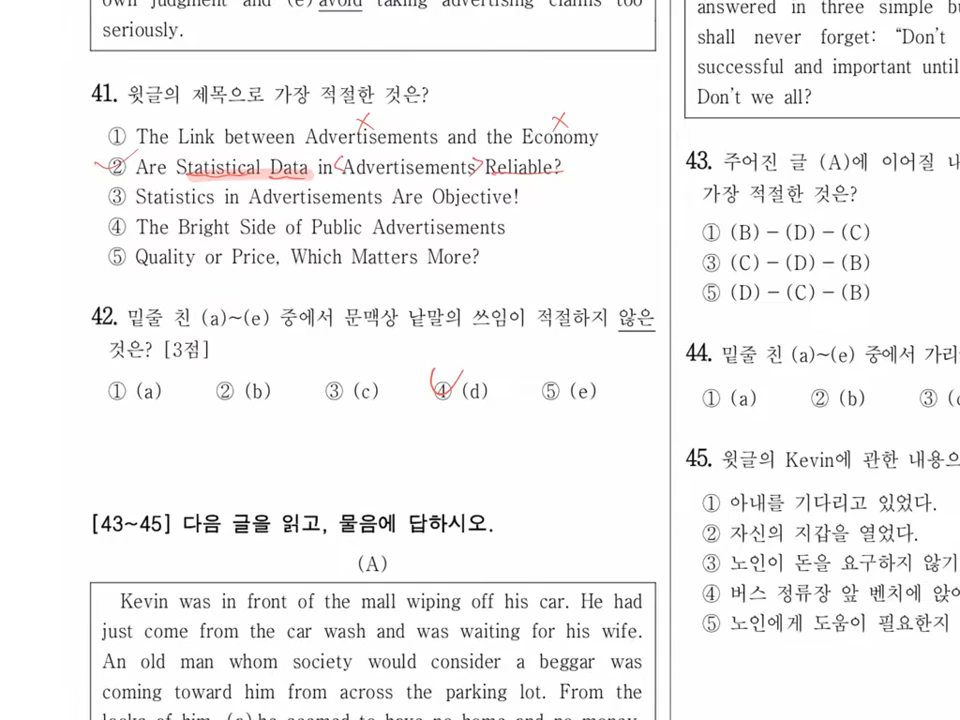 own judgment and (e) avoid taking advertising claims too
seriously.
41. 윗글의 제목으로 가장 적절한 것은?
① The Link between Advertisements and the Economy
② Are Statistical Data in Advertisements Reliable?
③ Statistics in Advertisements Are Objective!
④ The Bright Side of Public Advertisements
⑤ Quality or Price, Which Matters More?
42. 밑줄 친 (a)~(e) 중에서 문맥상 낱말의 쓰임이 적절하지 않은
것은? [3점]
① (a) ② (b) ③ (c) ④ (d) ⑤ (e)
[43~45] 다음 글을 읽고, 물음에 답하시오.
(A)
Kevin was in front of the mall wiping off his car. He had
just come from the car wash and was waiting for his wife.
An old man whom society would consider a beggar was
coming toward him from across the parking lot. From the
looks of him, (a) he seemed to have no home and no money.
answered in three simple
shall never forget: “Don't
successful and important until
Don't we all?
43. 주어진 글 (A)에 이어질
가장 적절한 것은?
① (B) - (D) - (C)
③ (C) - (D) - (B)
⑤ (D) - (C) - (B)
44. 밑줄 친 (a)~(e) 중에서
① (a) ② (b) ③
45. 윗글의 Kevin에 관한
① 아내를 기다리고 있었다.
② 자신의 지갑을 열었다.
③ 노인이 돈을 요구하지 않기
④ 버스 정류장 앞 벤치에
⑤ 노인에게 도움이 필요한지